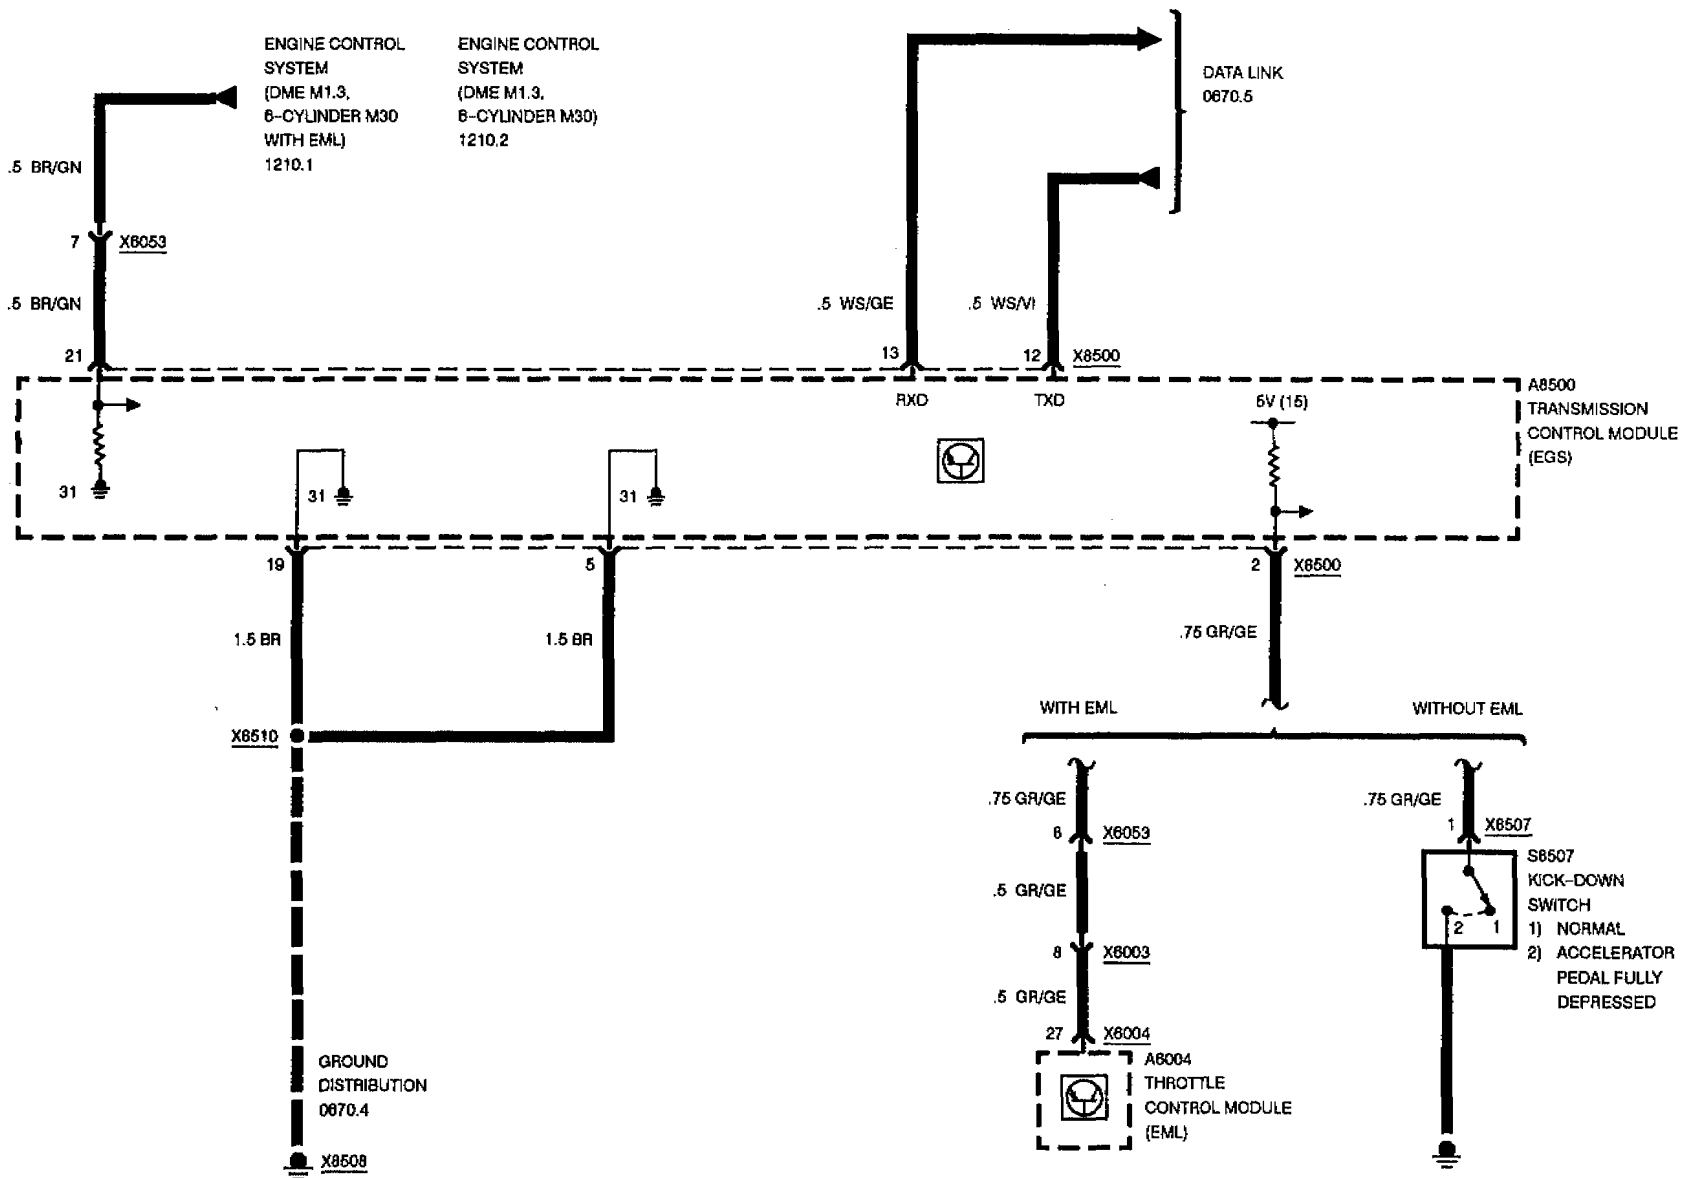 ENGINE CONTROL
SYSTEM
(DME M1.3,
6-CYLINDER M30
WITH EML)
1210.1
ENGINE CONTROL
SYSTEM
(DME M1.3,
6-CYLINDER M30)
1210.2
DATA LINK
0670.5
.5 BR/GN
7 X6053
.5 BR/GN
.5 WS/GE
.5 WS/VI
21
13
12 X8500
RXD
TXD
5V (15)
A8500
TRANSMISSION
CONTROL MODULE
(EGS)
31
31
31
19
5
2 X8500
1.5 BR
1.5 BR
.75 GR/GE
WITH EML
WITHOUT EML
X8510
.75 GR/GE
.75 GR/GE
6 X6053
1 X8507
.5 GR/GE
S8507
KICK-DOWN
SWITCH
1) NORMAL
2) ACCELERATOR
PEDAL FULLY
DEPRESSED
2 1
8 X6003
.5 GR/GE
27 X6004
A6004
THROTTLE
CONTROL MODULE
(EML)
GROUND
DISTRIBUTION
0670.4
X8508